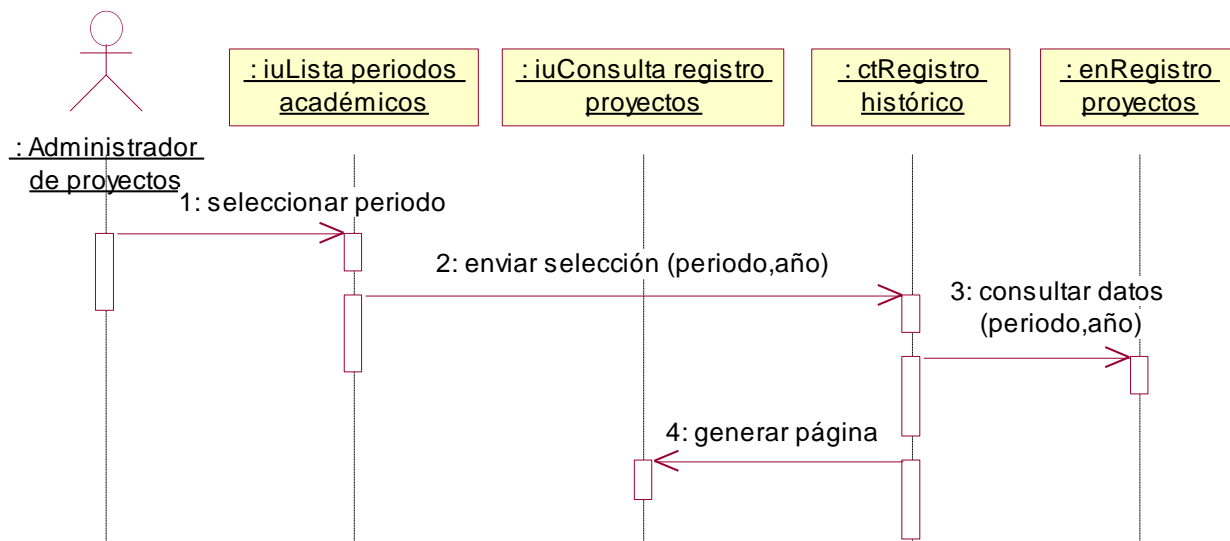 : Administrador
de proyectos
: iuLista periodos
académicos
: iuConsulta registro
proyectos
: ctRegistro
histórico
: enRegistro
proyectos
1: seleccionar periodo
2: enviar selección (periodo,año)
3: consultar datos
(periodo,año)
4: generar página